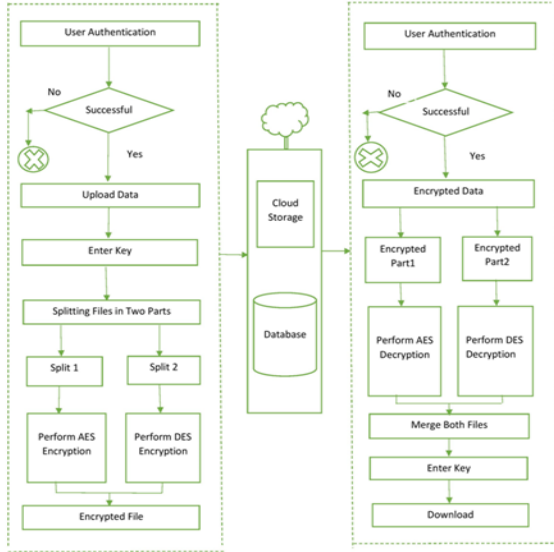 User Authentication
No
Successful
Yes
Upload Data
Enter Key
Splitting Files in Two Parts
Split 1
Split 2
Perform AES
Encryption
Perform DES
Encryption
Encrypted File
Cloud
Storage
Database
User Authentication
No
Successful
Yes
Encrypted Data
Encrypted
Part1
Encrypted
Part2
Perform AES
Decryption
Perform DES
Decryption
Merge Both Files
Enter Key
Download